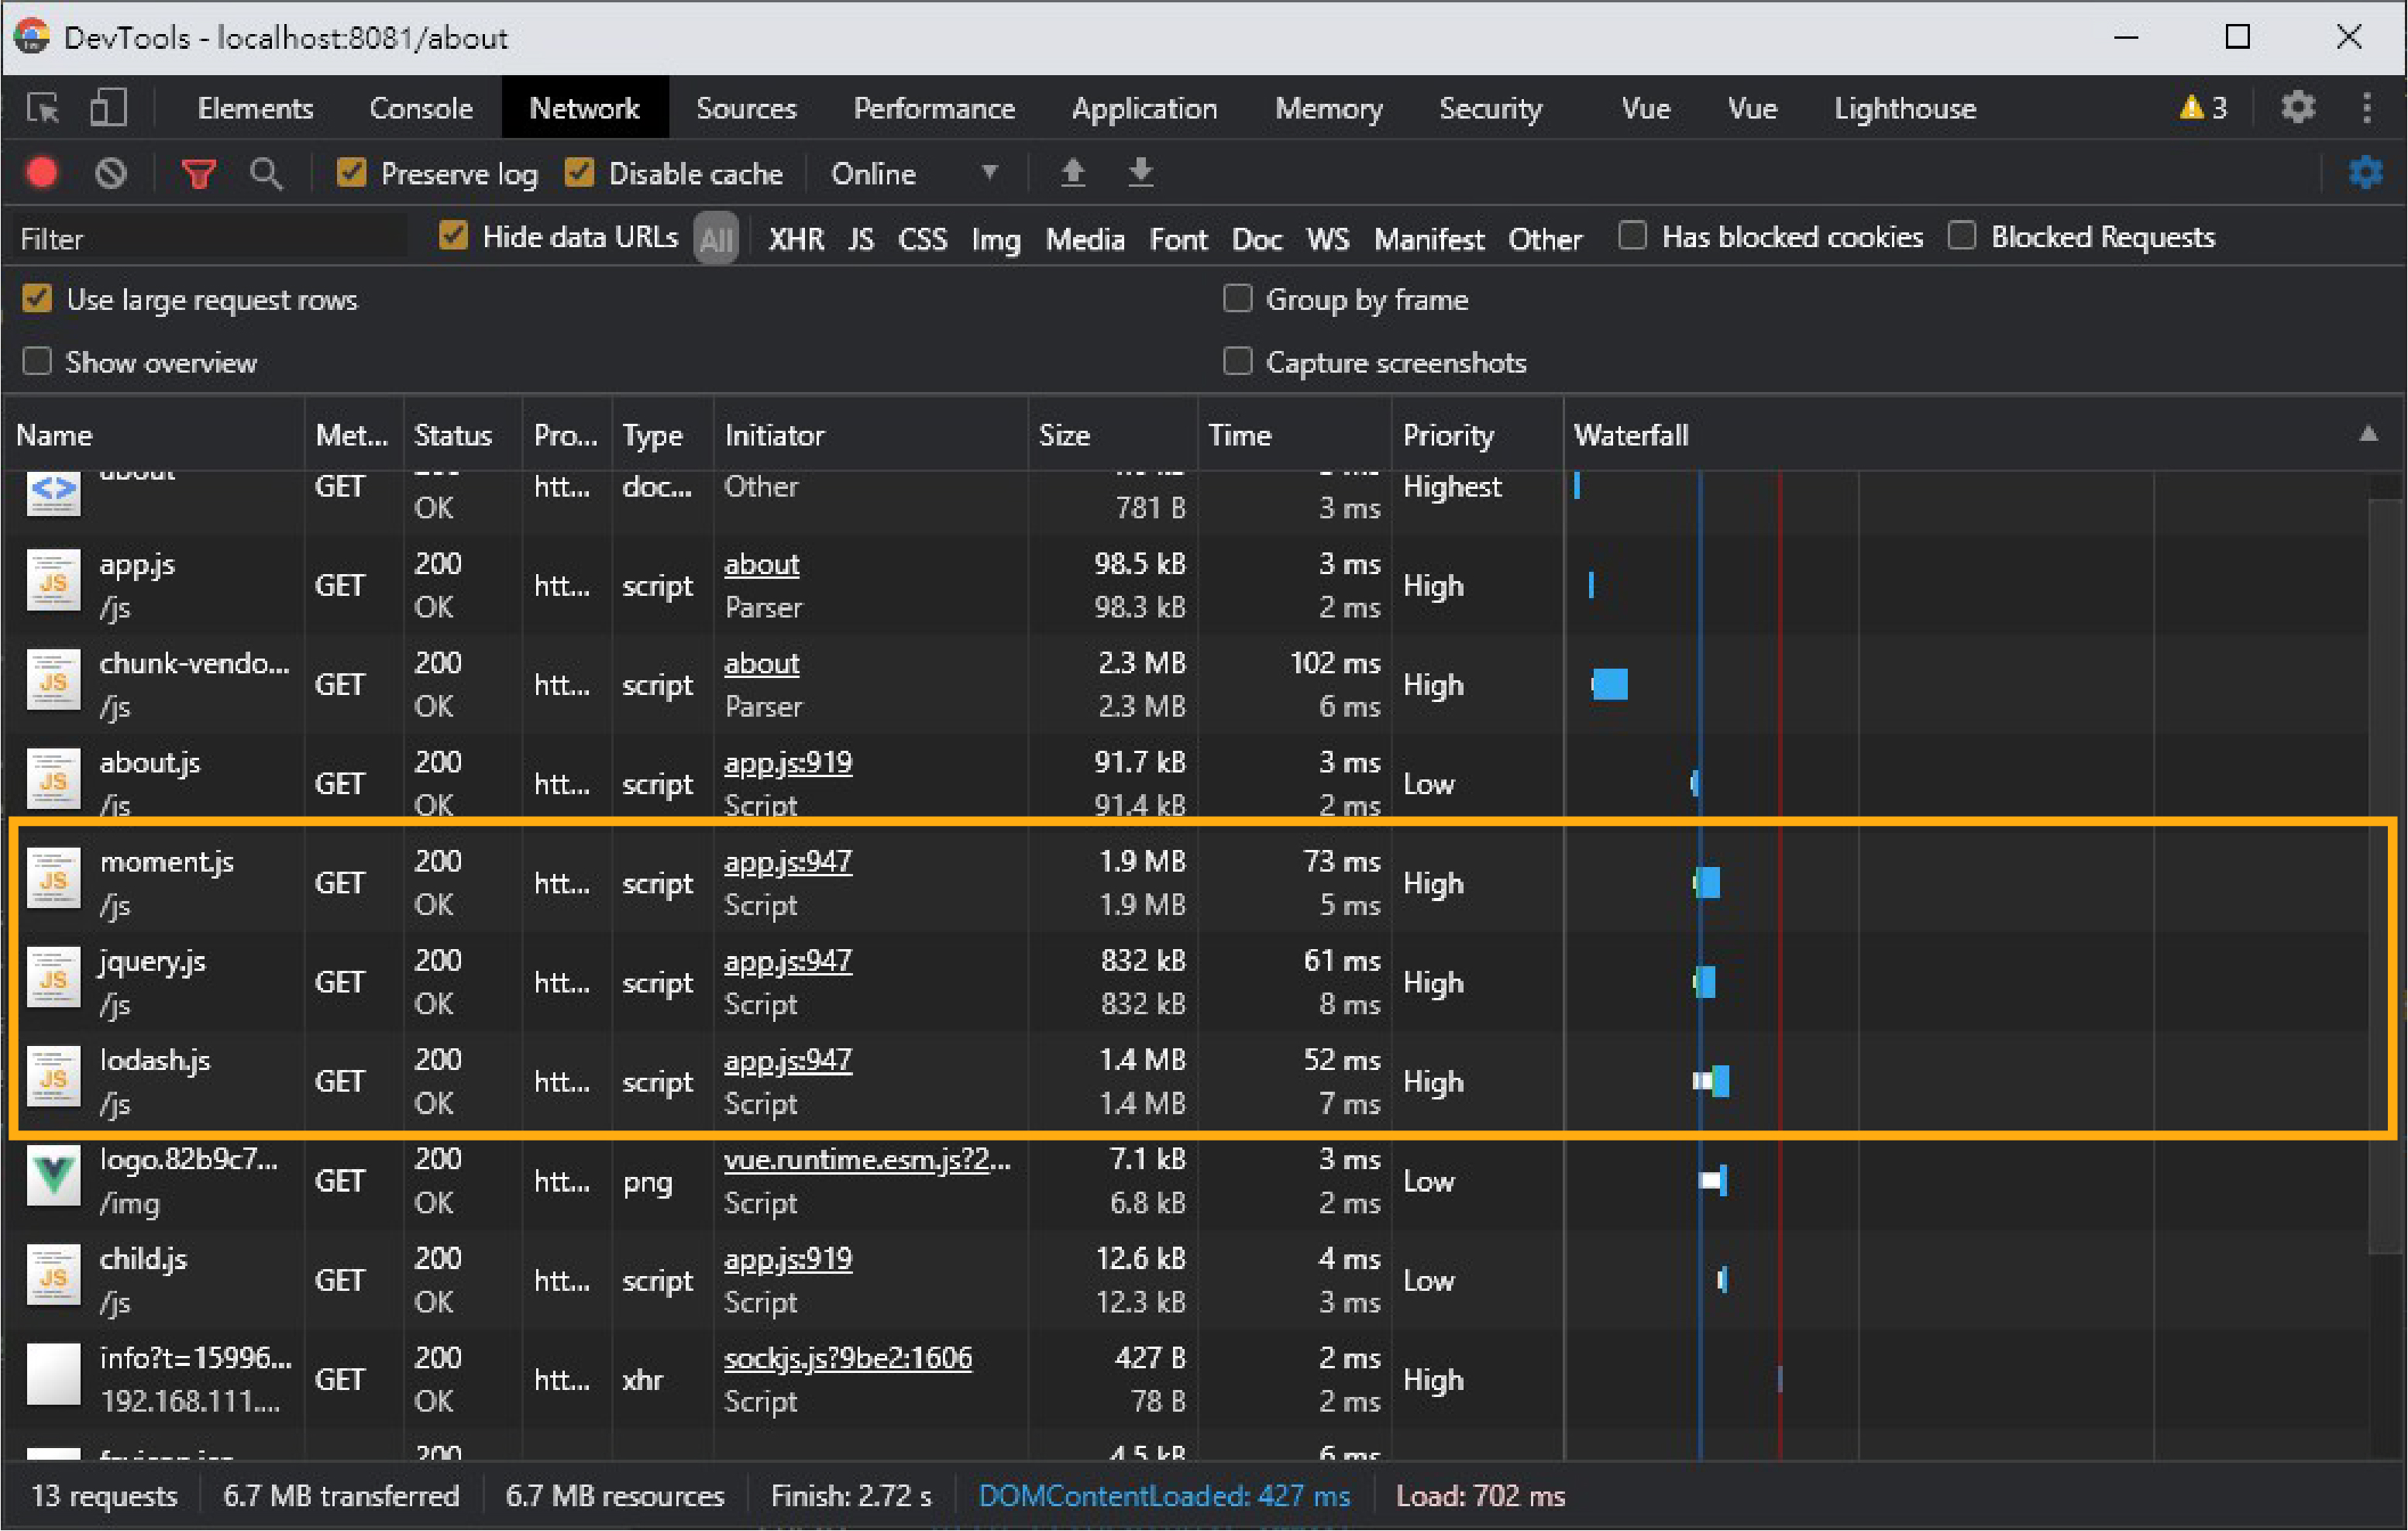 DevTools - localhost:8081/about
Elements Console Network Sources Performance Application Memory Security Vue Vue Lighthouse 3
Preserve log Disable cache Online
Filter Hide data URLs All XHR JS CSS Img Media Font Doc WS Manifest Other Has blocked cookies Blocked Requests
Use large request rows Group by frame
Show overview Capture screenshots
Name Met... Status Pro... Type Initiator Size Time Priority Waterfall
about GET OK htt... doc... Other 781 B 3 ms Highest
app.js 200 about 98.5 kB 3 ms
JS GET htt... script High
/js OK Parser 98.3 kB 2 ms
chunk-vendo... 200 about 2.3 MB 102 ms
JS GET htt... script High
/js OK Parser 2.3 MB 6 ms
about.js 200 app.js:919 91.7 kB 3 ms
JS GET htt... script Low
/js OK Script 91.4 kB 2 ms
moment.js 200 app.js:947 1.9 MB 73 ms
JS GET htt... script High
/js OK Script 1.9 MB 5 ms
jquery.js 200 app.js:947 832 kB 61 ms
JS GET htt... script High
/js OK Script 832 kB 8 ms
lodash.js 200 app.js:947 1.4 MB 52 ms
JS GET htt... script High
/js OK Script 1.4 MB 7 ms
logo.82b9c7... 200 vue.runtime.esm.js?2... 7.1 kB 3 ms
GET htt... png Low
/img OK Script 6.8 kB 2 ms
child.js 200 app.js:919 12.6 kB 4 ms
JS GET htt... script Low
/js OK Script 12.3 kB 3 ms
info?t=15996... 200 sockjs.js?9be2:1606 427 B 2 ms
GET htt... xhr High
192.168.111.... OK Script 78 B 2 ms
200 4.5 kB 6 ms
13 requests 6.7 MB transferred 6.7 MB resources Finish: 2.72 s DOMContentLoaded: 427 ms Load: 702 ms